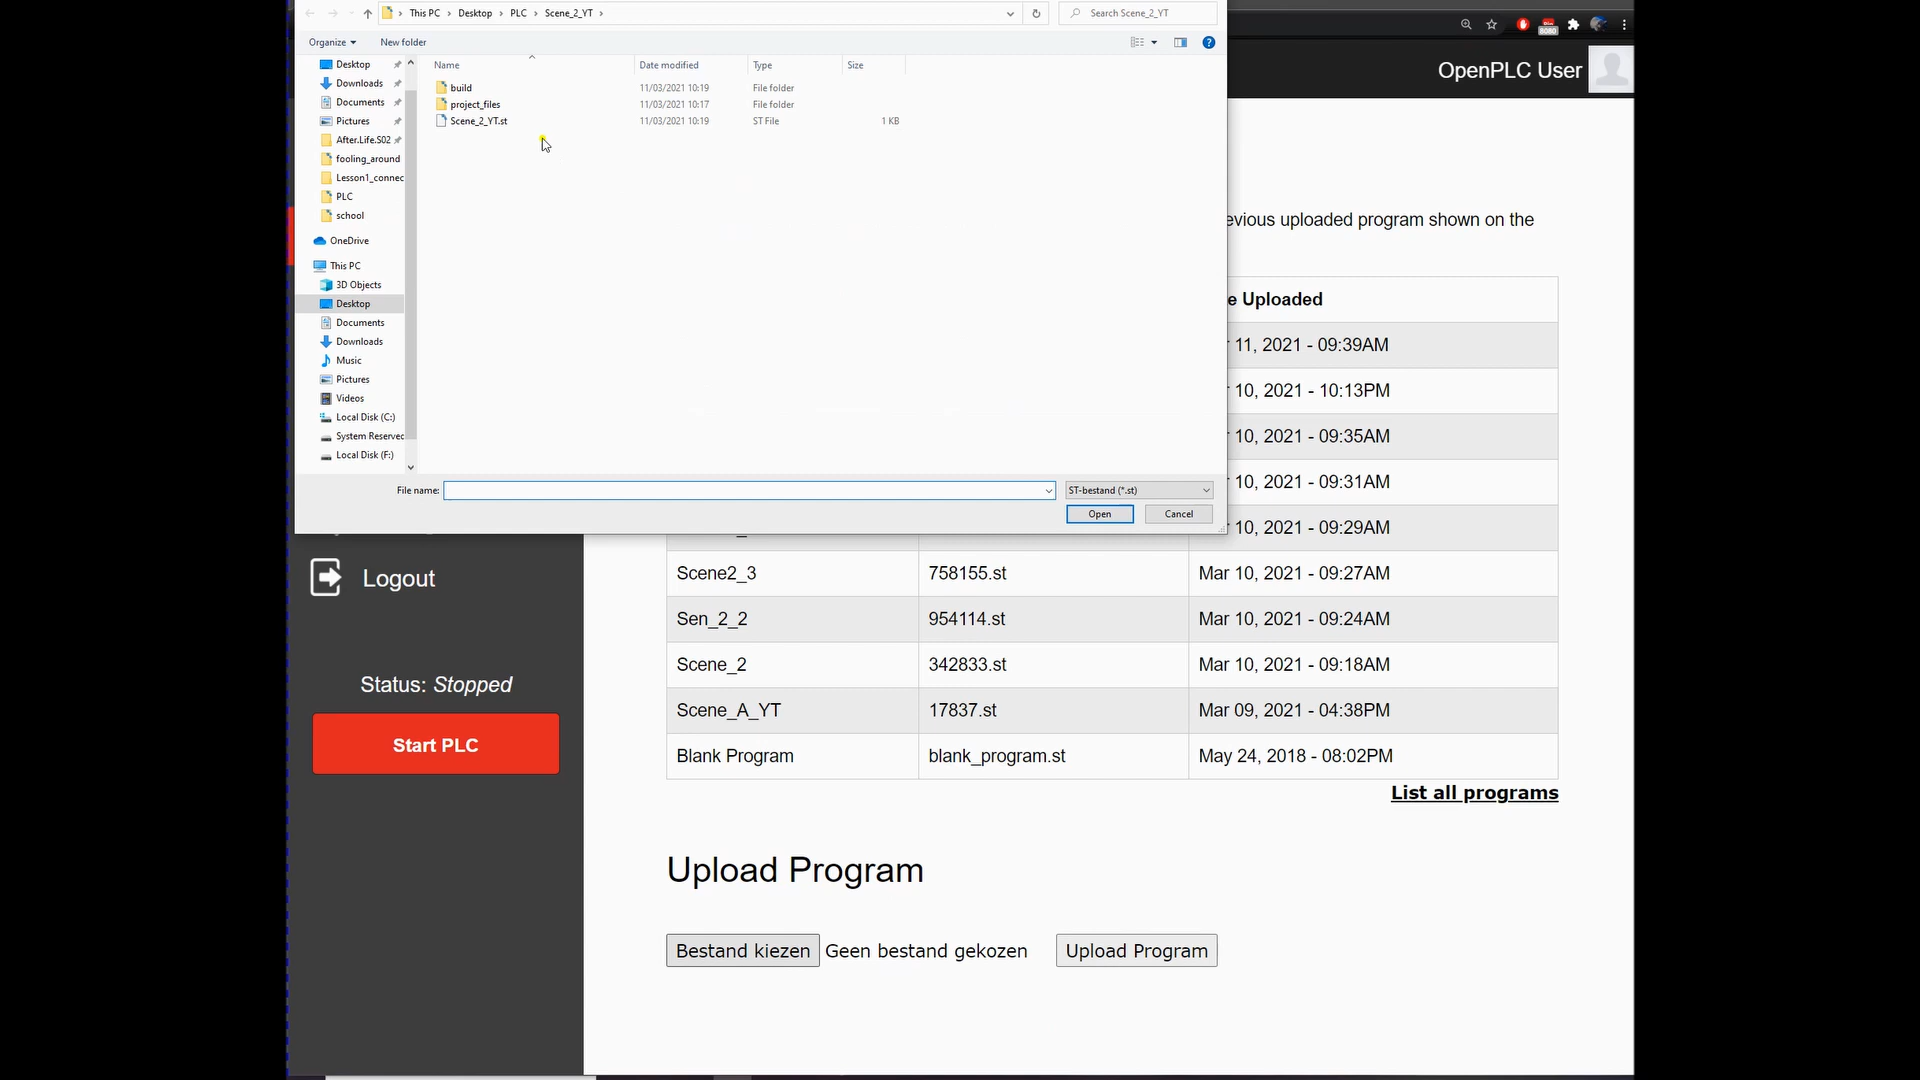 This PC > Desktop > PLC > Scene_2_YT >
Search Scene_2_YT
Organize
New folder
Name
Date modified
Type
Size
build
11/03/2021 10:19
File folder
project_files
11/03/2021 10:17
File folder
Scene_2_YT.st
11/03/2021 10:19
ST File
1 KB
Desktop
Downloads
Documents
Pictures
After.Life.S02
fooling_around
Lesson1_connec
PLC
school
OneDrive
This PC
3D Objects
Desktop
Documents
Downloads
Music
Pictures
Videos
Local Disk (C:)
System Reserved
Local Disk (F:)
File name:
ST-bestand (*.st)
Open
Cancel
8080
OpenPLC User
evious uploaded program shown on the
e Uploaded
11, 2021 - 09:39AM
10, 2021 - 10:13PM
10, 2021 - 09:35AM
10, 2021 - 09:31AM
10, 2021 - 09:29AM
Scene2_3 758155.st Mar 10, 2021 - 09:27AM
Sen_2_2 954114.st Mar 10, 2021 - 09:24AM
Scene_2 342833.st Mar 10, 2021 - 09:18AM
Scene_A_YT 17837.st Mar 09, 2021 - 04:38PM
Blank Program blank_program.st May 24, 2018 - 08:02PM
List all programs
Logout
Status: Stopped
Start PLC
Upload Program
Bestand kiezen Geen bestand gekozen Upload Program